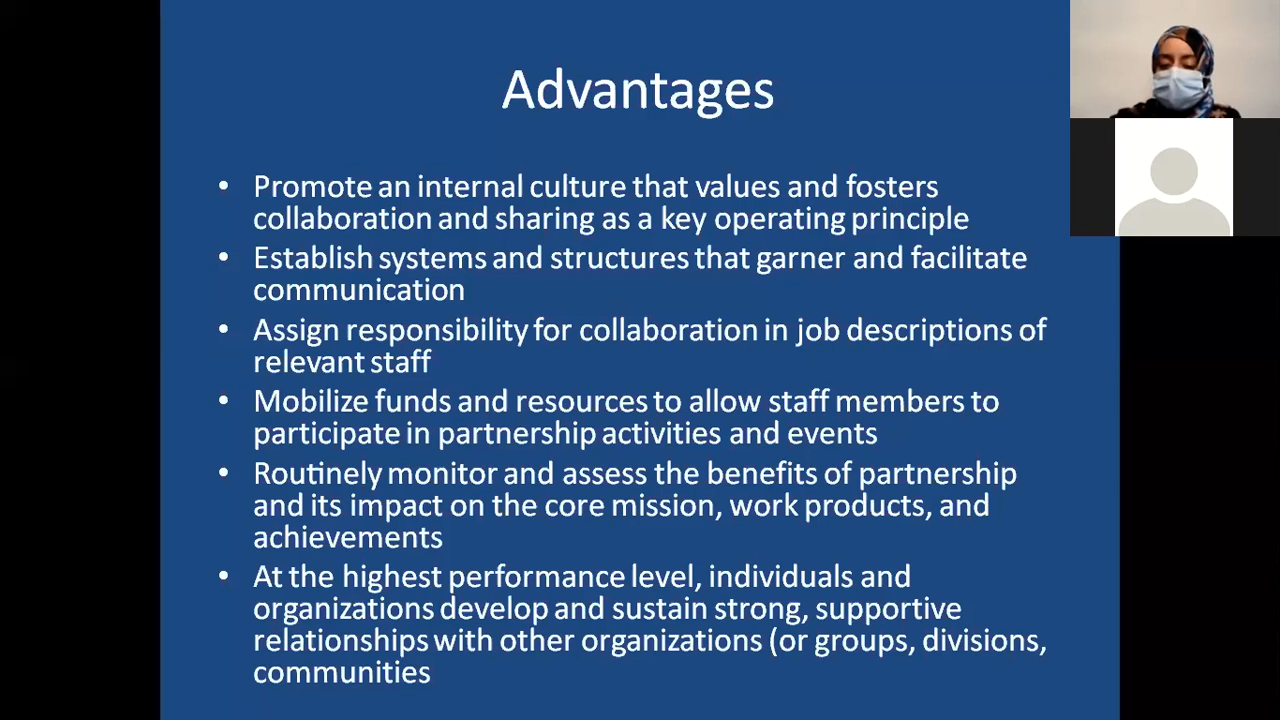 Advantages
• Promote an internal culture that values and fosters
collaboration and sharing as a key operating principle
• Establish systems and structures that garner and facilitate
communication
• Assign responsibility for collaboration in job descriptions of
relevant staff
• Mobilize funds and resources to allow staff members to
participate in partnership activities and events
• Routinely monitor and assess the benefits of partnership
and its impact on the core mission, work products, and
achievements
• At the highest performance level, individuals and
organizations develop and sustain strong, supportive
relationships with other organizations (or groups, divisions,
communities